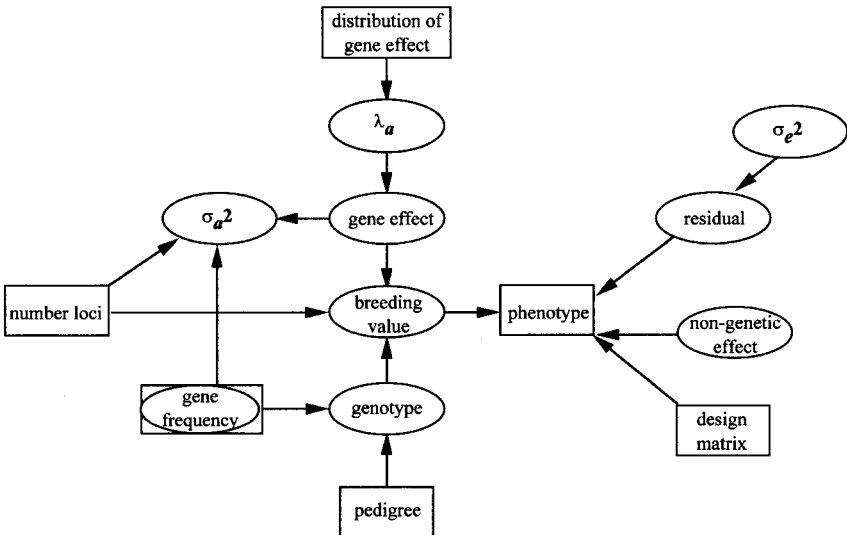 distribution of
gene effect
λa
σe2
σa2
gene effect
residual
number loci
breeding
value
phenotype
non-genetic
effect
gene
frequency
genotype
design
matrix
pedigree